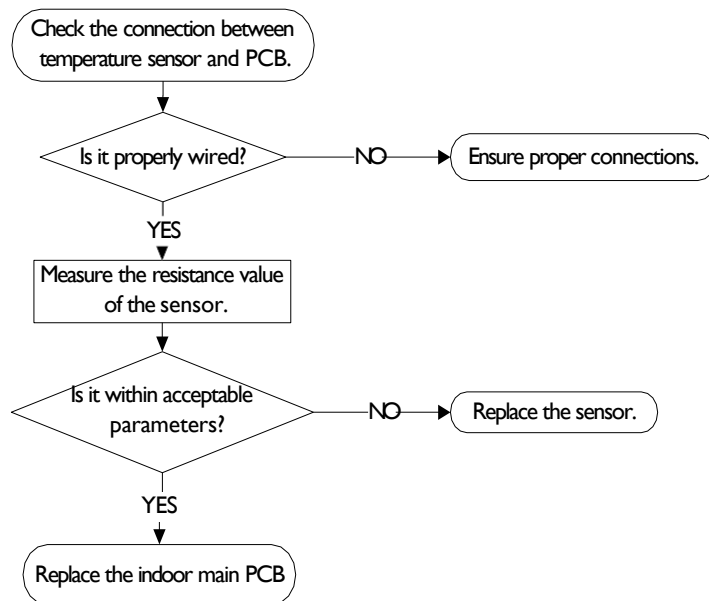 Check the connection between
temperature sensor and PCB.
Is it properly wired?
NO
Ensure proper connections.
YES
Measure the resistance value
of the sensor.
Is it within acceptable
parameters?
NO
Replace the sensor.
YES
Replace the indoor main PCB